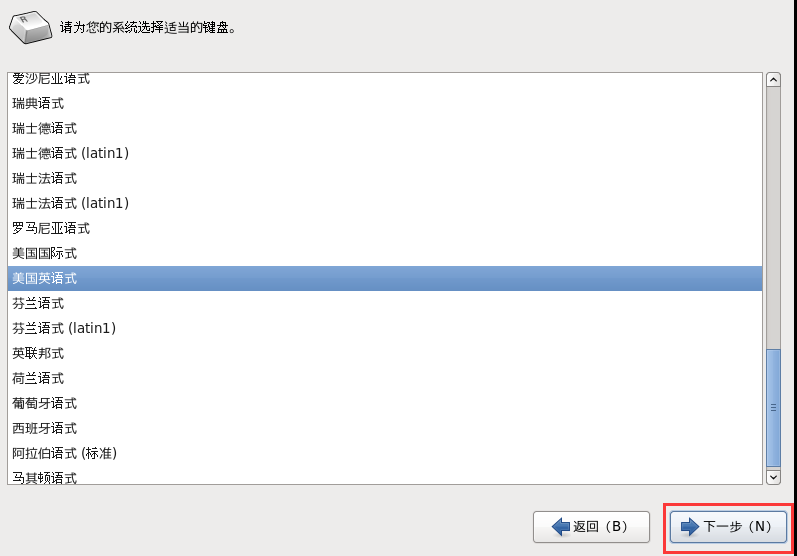 R
请为您的系统选择适当的键盘。
爱沙尼亚语式
瑞典语式
瑞士德语式
瑞士德语式 (latin1)
瑞士法语式
瑞士法语式 (latin1)
罗马尼亚语式
美国国际式
美国英语式
芬兰语式
芬兰语式 (latin1)
英联邦式
荷兰语式
葡萄牙语式
西班牙语式
阿拉伯语式 (标准)
马其顿语式
返回（B）
下一步（N）